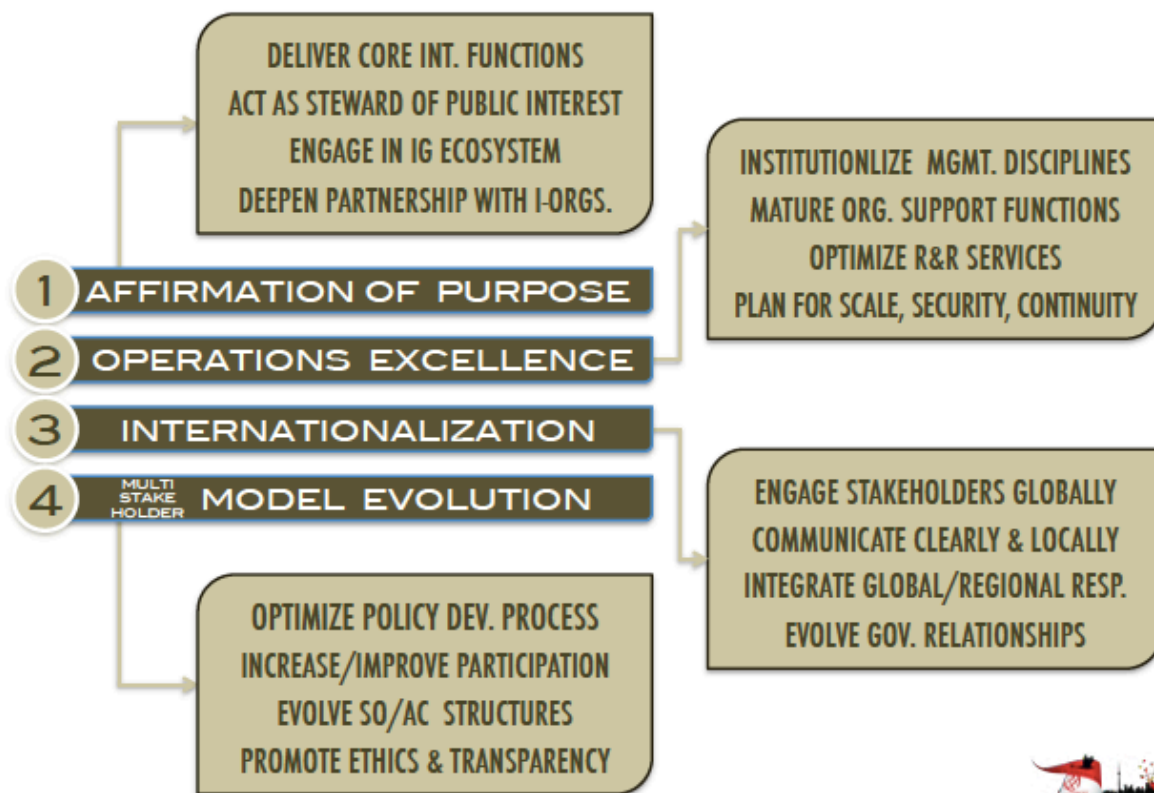 DELIVER CORE INT. FUNCTIONS
ACT AS STEWARD OF PUBLIC INTEREST
ENGAGE IN IG ECOSYSTEM
DEEPEN PARTNERSHIP WITH I-ORGS.
INSTITUTIONLIZE MGMT. DISCIPLINES
MATURE ORG. SUPPORT FUNCTIONS
OPTIMIZE R&R SERVICES
PLAN FOR SCALE, SECURITY, CONTINUITY
1 AFFIRMATION OF PURPOSE
2 OPERATIONS EXCELLENCE
3 INTERNATIONALIZATION
4 MULTI STAKE HOLDER MODEL EVOLUTION
ENGAGE STAKEHOLDERS GLOBALLY
COMMUNICATE CLEARLY & LOCALLY
INTEGRATE GLOBAL/REGIONAL RESP.
EVOLVE GOV. RELATIONSHIPS
OPTIMIZE POLICY DEV. PROCESS
INCREASE/IMPROVE PARTICIPATION
EVOLVE SO/AC STRUCTURES
PROMOTE ETHICS & TRANSPARENCY